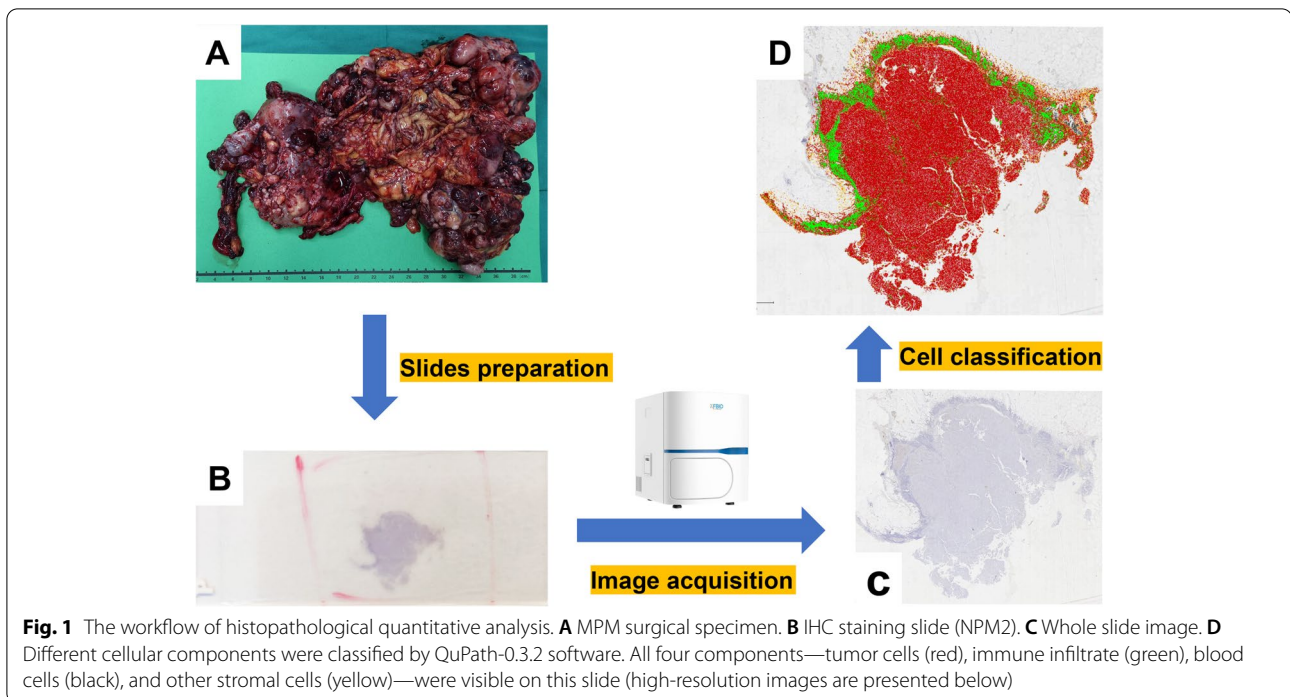 A
D
Slides preparation
Cell classification
B
Image acquisition
C
Fig. 1 The workflow of histopathological quantitative analysis. A MPM surgical specimen. B IHC staining slide (NPM2). C Whole slide image. D
Different cellular components were classified by QuPath-0.3.2 software. All four components—tumor cells (red), immune infiltrate (green), blood
cells (black), and other stromal cells (yellow)—were visible on this slide (high-resolution images are presented below)